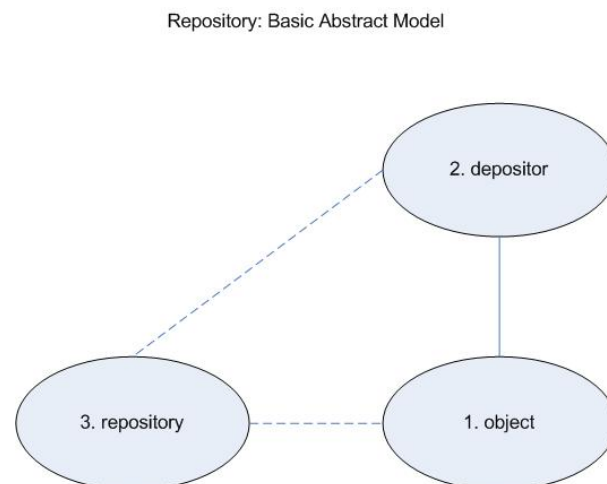 Repository: Basic Abstract Model
2. depositor
3. repository
1. object